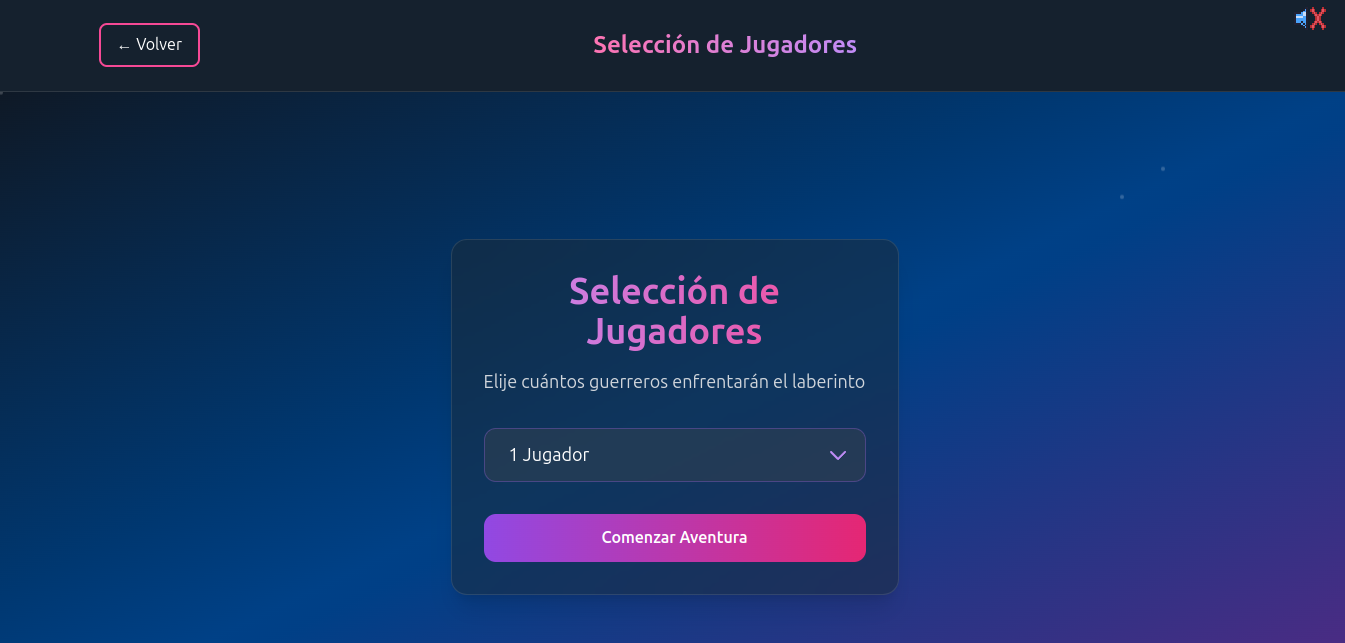 ← Volver
Selección de Jugadores
Selección de
Jugadores
Elije cuántos guerreros enfrentarán el laberinto
1 Jugador
Comenzar Aventura